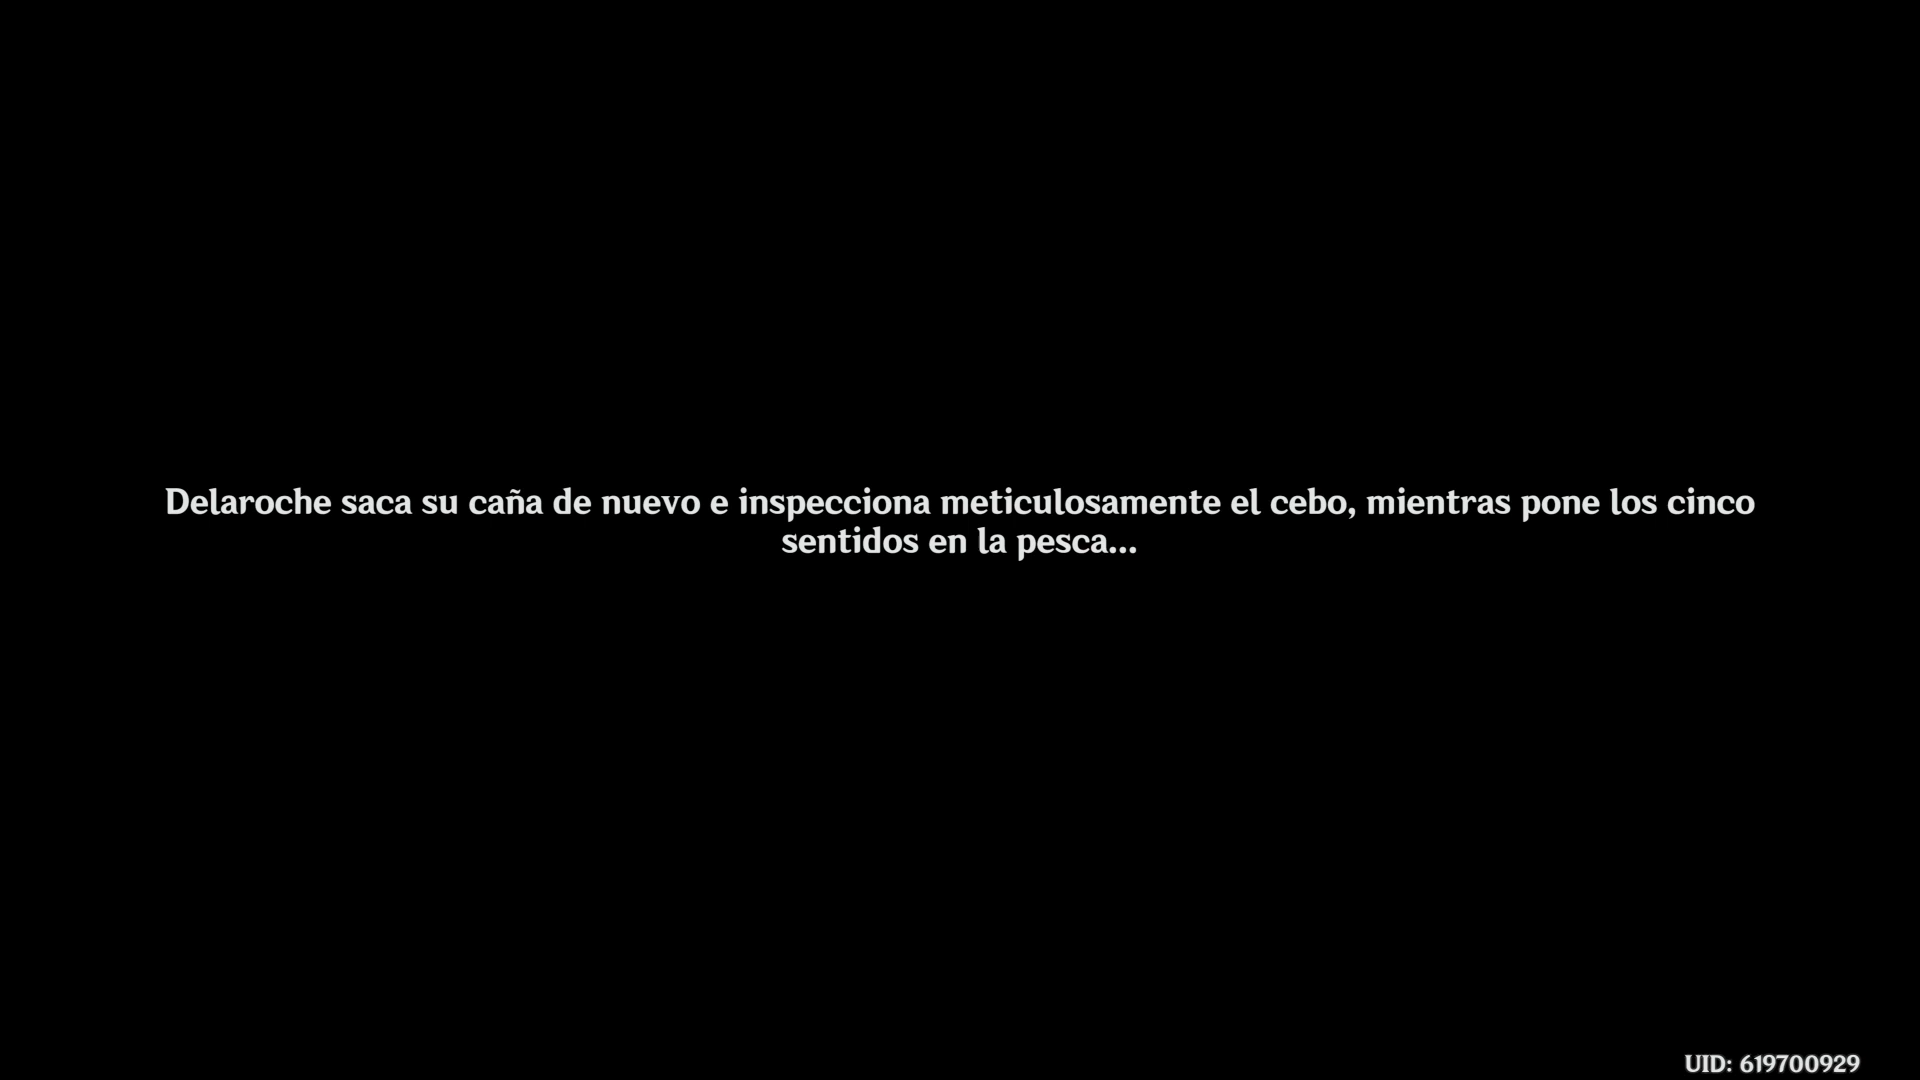 Delaroche saca su caña de nuevo e inspecciona meticulosamente el cebo, mientras pone los cinco
sentidos en la pesca...
UID: 619700929